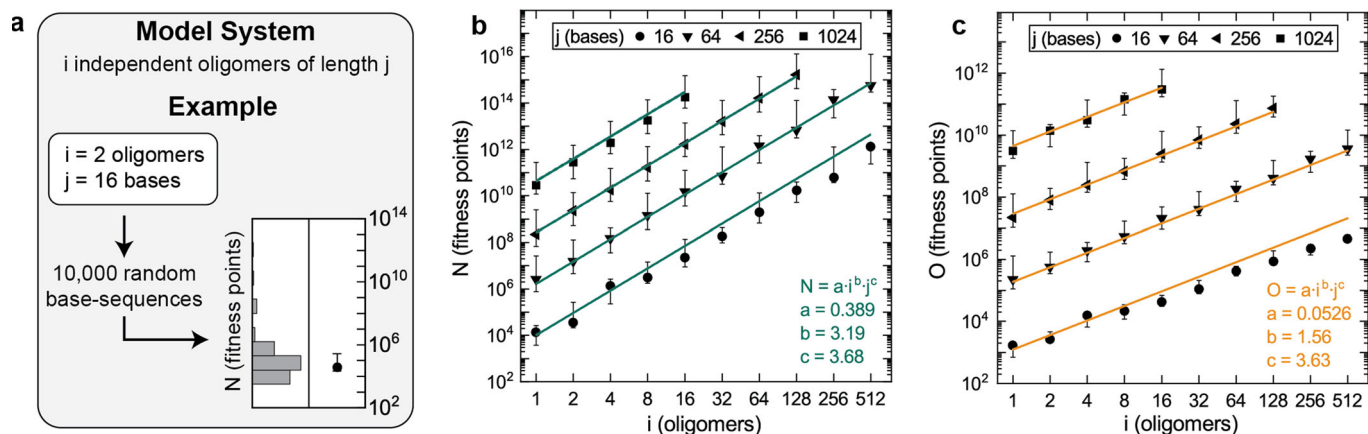 a
Model System
i independent oligomers of length j
Example
i = 2 oligomers
j = 16 bases
10,000 random
base-sequences
N (fitness points)
10^14
10^10
10^6
10^2
b
j (bases) 16 64 256 1024
N (fitness points)
10^18
10^16
10^14
10^12
10^10
10^8
10^6
10^4
10^2
N = a·i^b·j^c
a = 0.389
b = 3.19
c = 3.68
1 2 4 8 16 32 64 128 256 512
i (oligomers)
c
j (bases) 16 64 256 1024
O (fitness points)
10^12
10^10
10^8
10^6
10^4
10^2
O = a·i^b·j^c
a = 0.0526
b = 1.56
c = 3.63
1 2 4 8 16 32 64 128 256 512
i (oligomers)